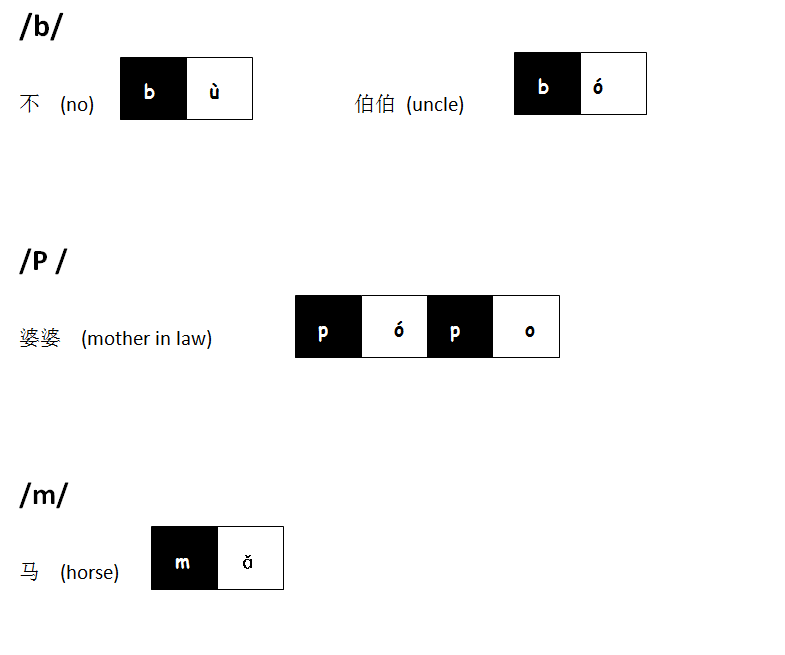 /b/
不 (no) b ù 伯伯 (uncle) b ó
/P /
婆婆 (mother in law) p ó p o
/m/
马 (horse) m ǎ